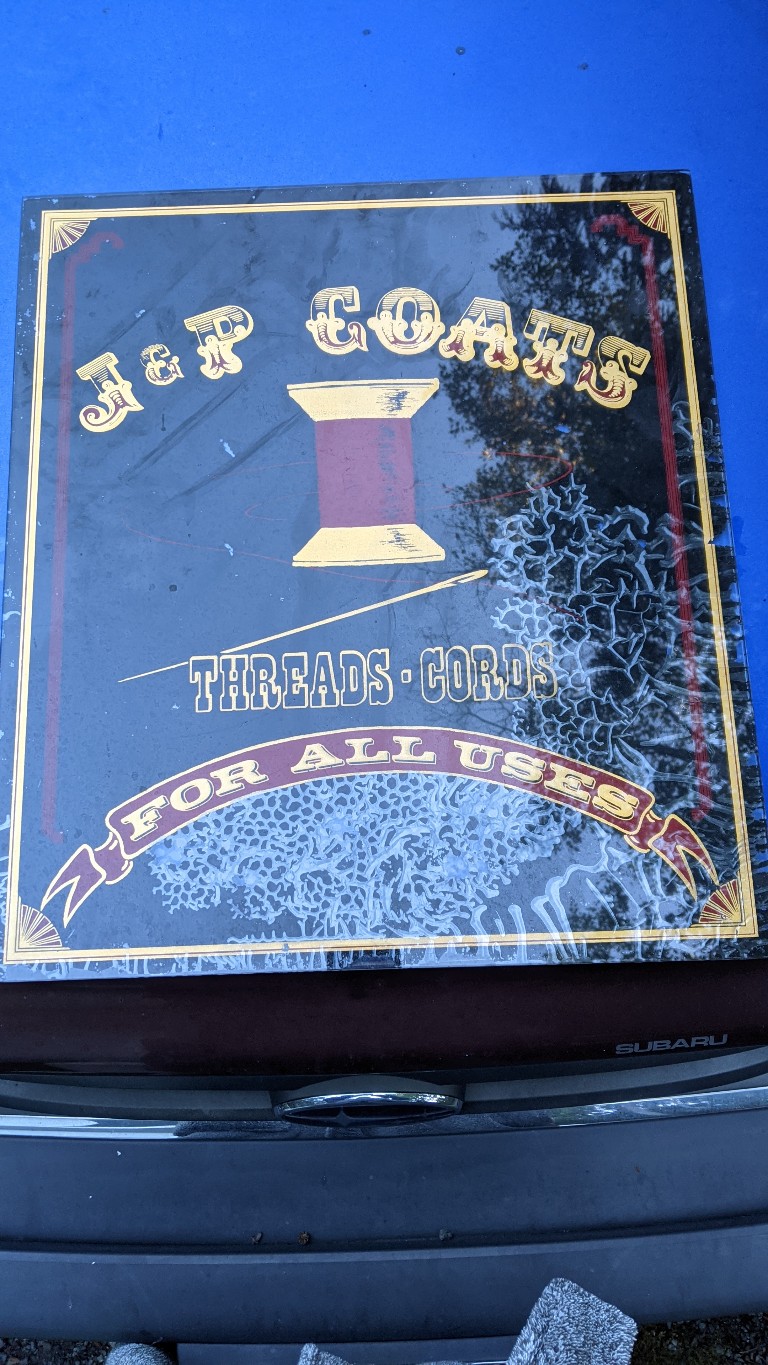 J & P COATS
THREADS · CORDS
FOR ALL USES
SUBARU